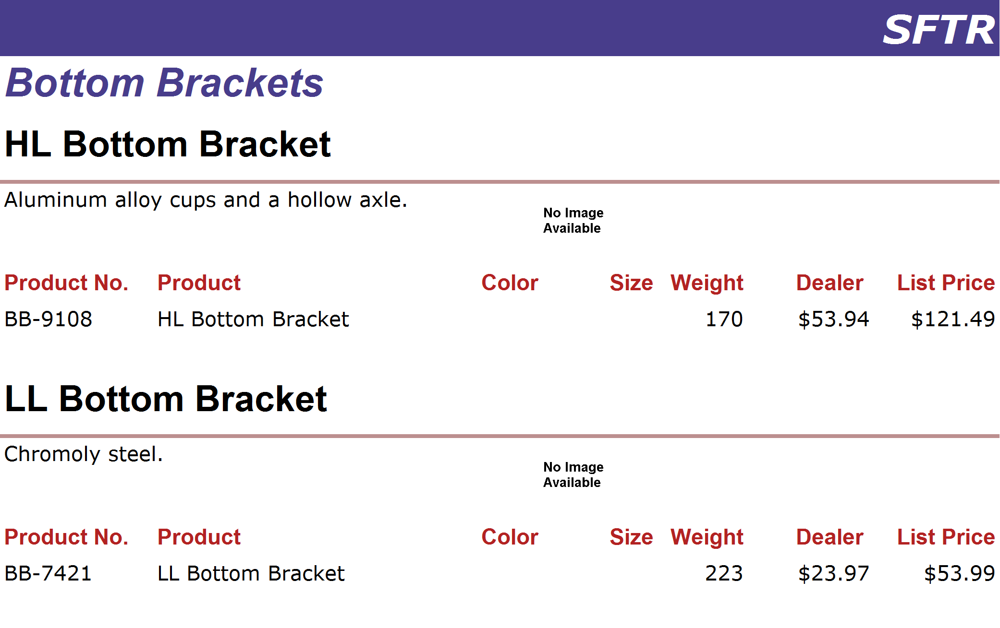 SFTR
Bottom Brackets
HL Bottom Bracket
Aluminum alloy cups and a hollow axle.
No Image
Available
Product No. Product Color Size Weight Dealer List Price
BB-9108 HL Bottom Bracket 170 $53.94 $121.49
LL Bottom Bracket
Chromoly steel.
No Image
Available
Product No. Product Color Size Weight Dealer List Price
BB-7421 LL Bottom Bracket 223 $23.97 $53.99